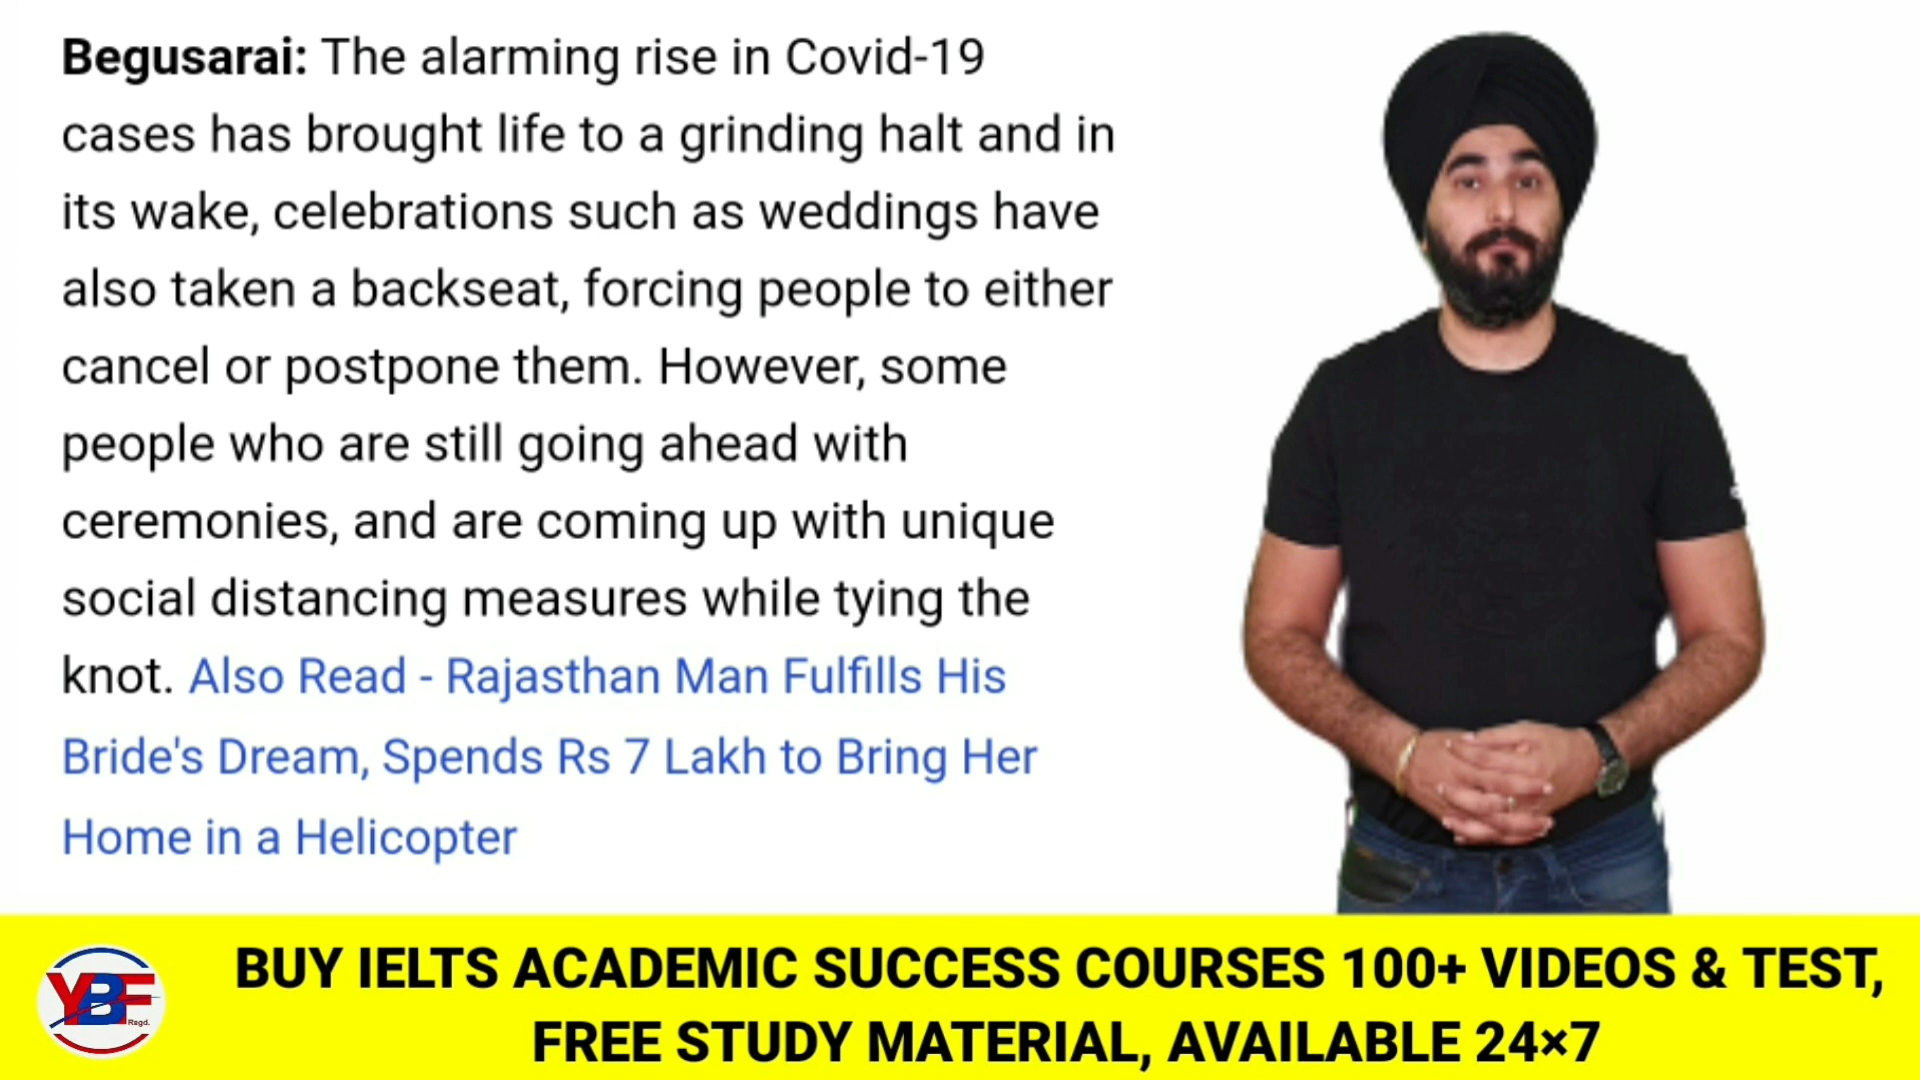 Begusarai: The alarming rise in Covid-19
cases has brought life to a grinding halt and in
its wake, celebrations such as weddings have
also taken a backseat, forcing people to either
cancel or postpone them. However, some
people who are still going ahead with
ceremonies, and are coming up with unique
social distancing measures while tying the
knot. Also Read - Rajasthan Man Fulfills His
Bride's Dream, Spends Rs 7 Lakh to Bring Her
Home in a Helicopter
YBF
Regd.
BUY IELTS ACADEMIC SUCCESS COURSES 100+ VIDEOS & TEST,
FREE STUDY MATERIAL, AVAILABLE 24×7